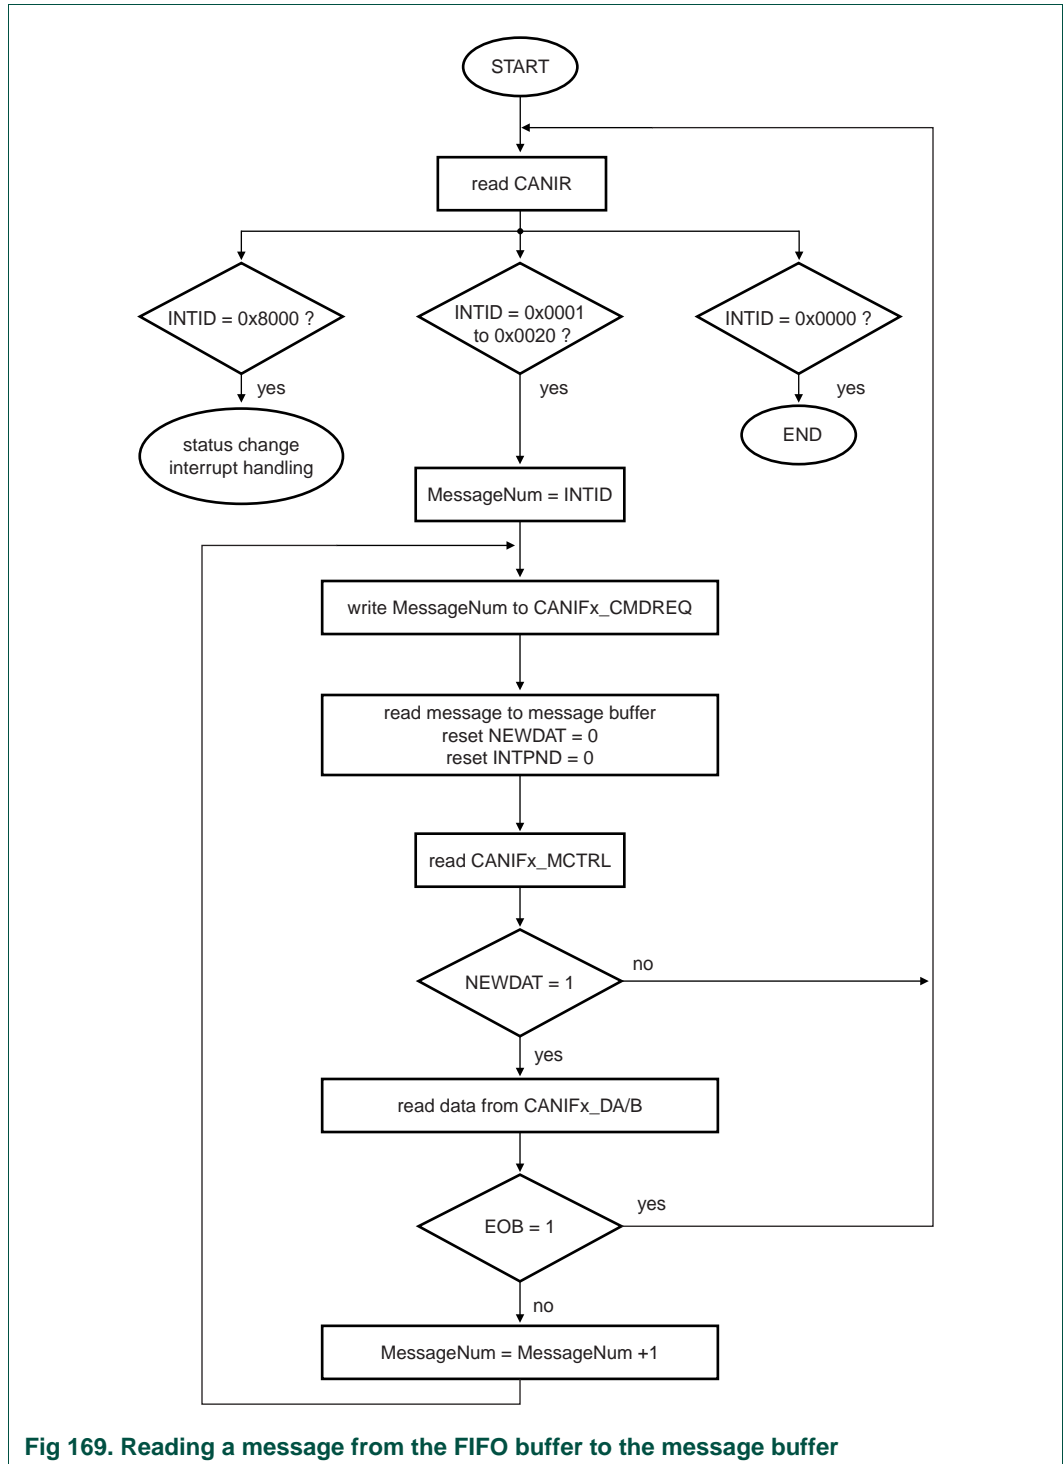 START
read CANIR
INTID = 0x8000 ?
INTID = 0x0001
to 0x0020 ?
INTID = 0x0000 ?
yes
yes
yes
status change
interrupt handling
END
MessageNum = INTID
write MessageNum to CANIFx_CMDREQ
read message to message buffer
reset NEWDAT = 0
reset INTPND = 0
read CANIFx_MCTRL
NEWDAT = 1
no
yes
read data from CANIFx_DA/B
EOB = 1
yes
no
MessageNum = MessageNum +1
Fig 169. Reading a message from the FIFO buffer to the message buffer